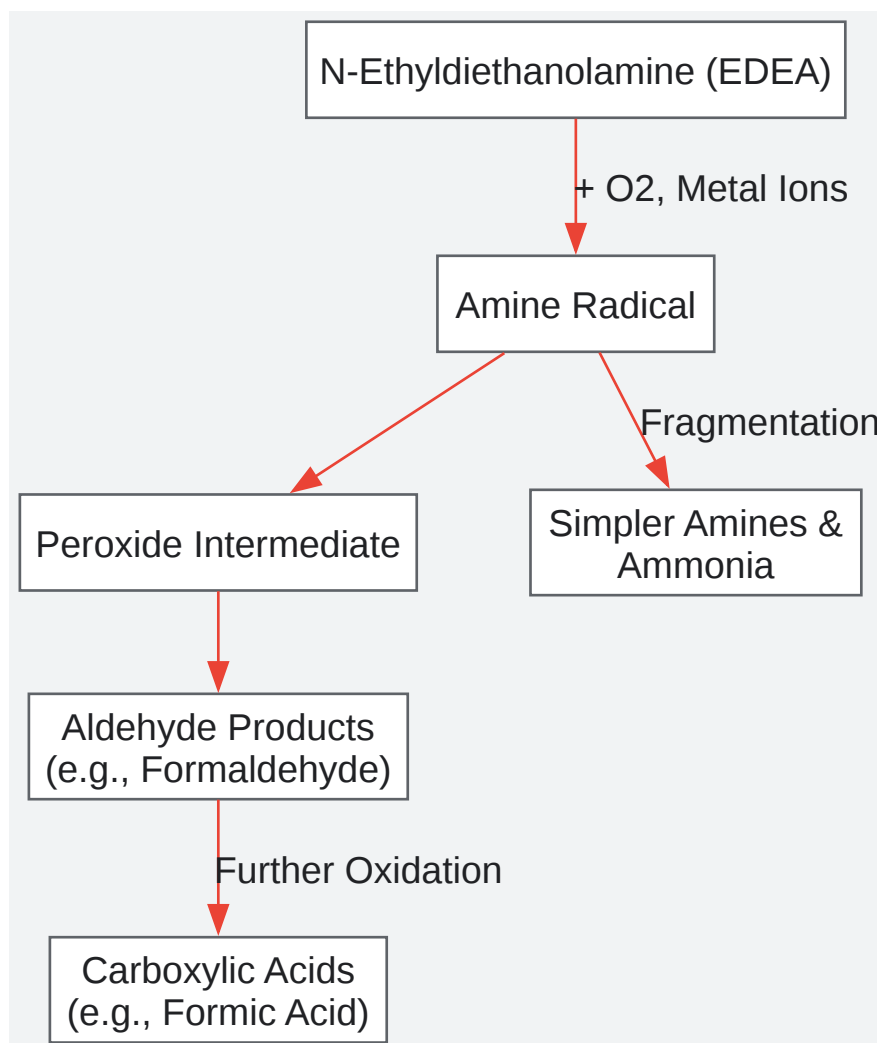 N-Ethyldiethanolamine (EDEA)
+ O2, Metal Ions
Amine Radical
Fragmentation
Peroxide Intermediate
Simpler Amines &
Ammonia
Aldehyde Products
(e.g., Formaldehyde)
Further Oxidation
Carboxylic Acids
(e.g., Formic Acid)